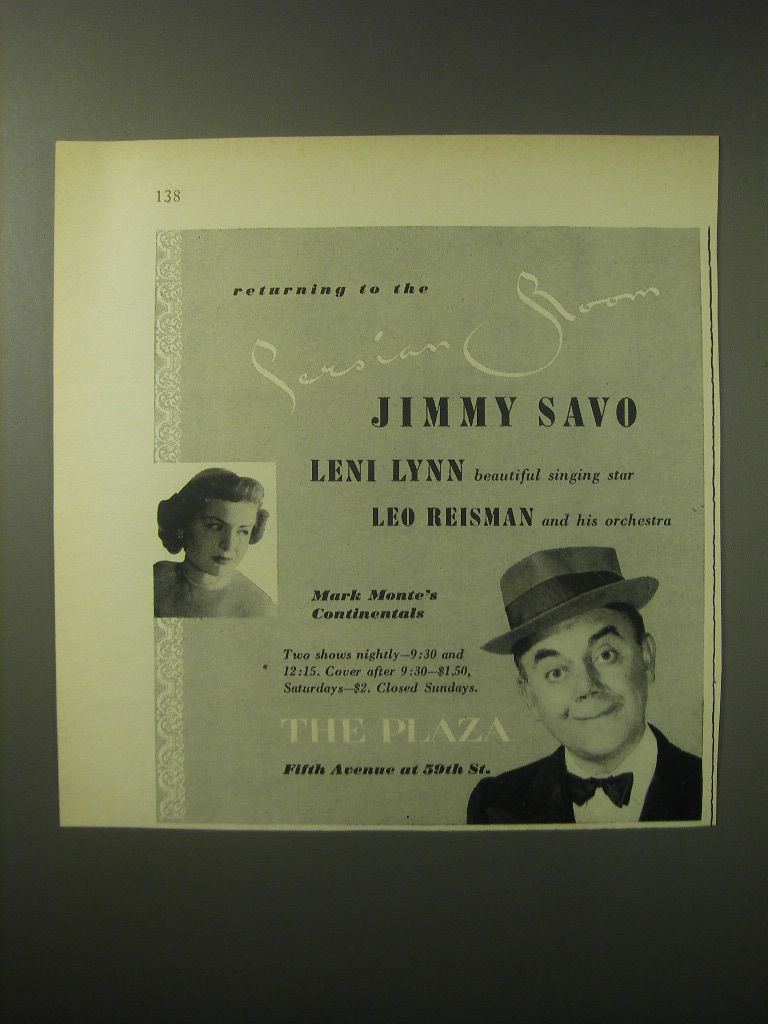 138
returning to the
Persian Room
JIMMY SAVO
LENI LYNN beautiful singing star
LEO REISMAN and his orchestra
Mark Monte's
Continentals
Two shows nightly—9:30 and
12:15. Cover after 9:30—$1.50,
Saturdays—$2. Closed Sundays.
THE PLAZA
Fifth Avenue at 59th St.